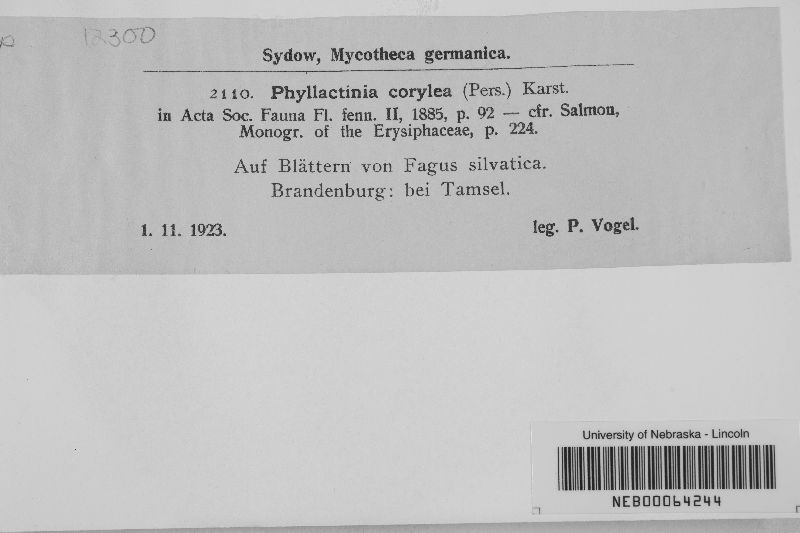 12300
Sydow, Mycotheca germanica.
2110. Phyllactinia corylea (Pers.) Karst.
in Acta Soc. Fauna Fl. fenn. II, 1885, p. 92 — cfr. Salmon,
Monogr. of the Erysiphaceae, p. 224.
Auf Blättern von Fagus silvatica.
Brandenburg: bei Tamsel.
1. 11. 1923. leg. P. Vogel.
University of Nebraska - Lincoln
NEB00064244